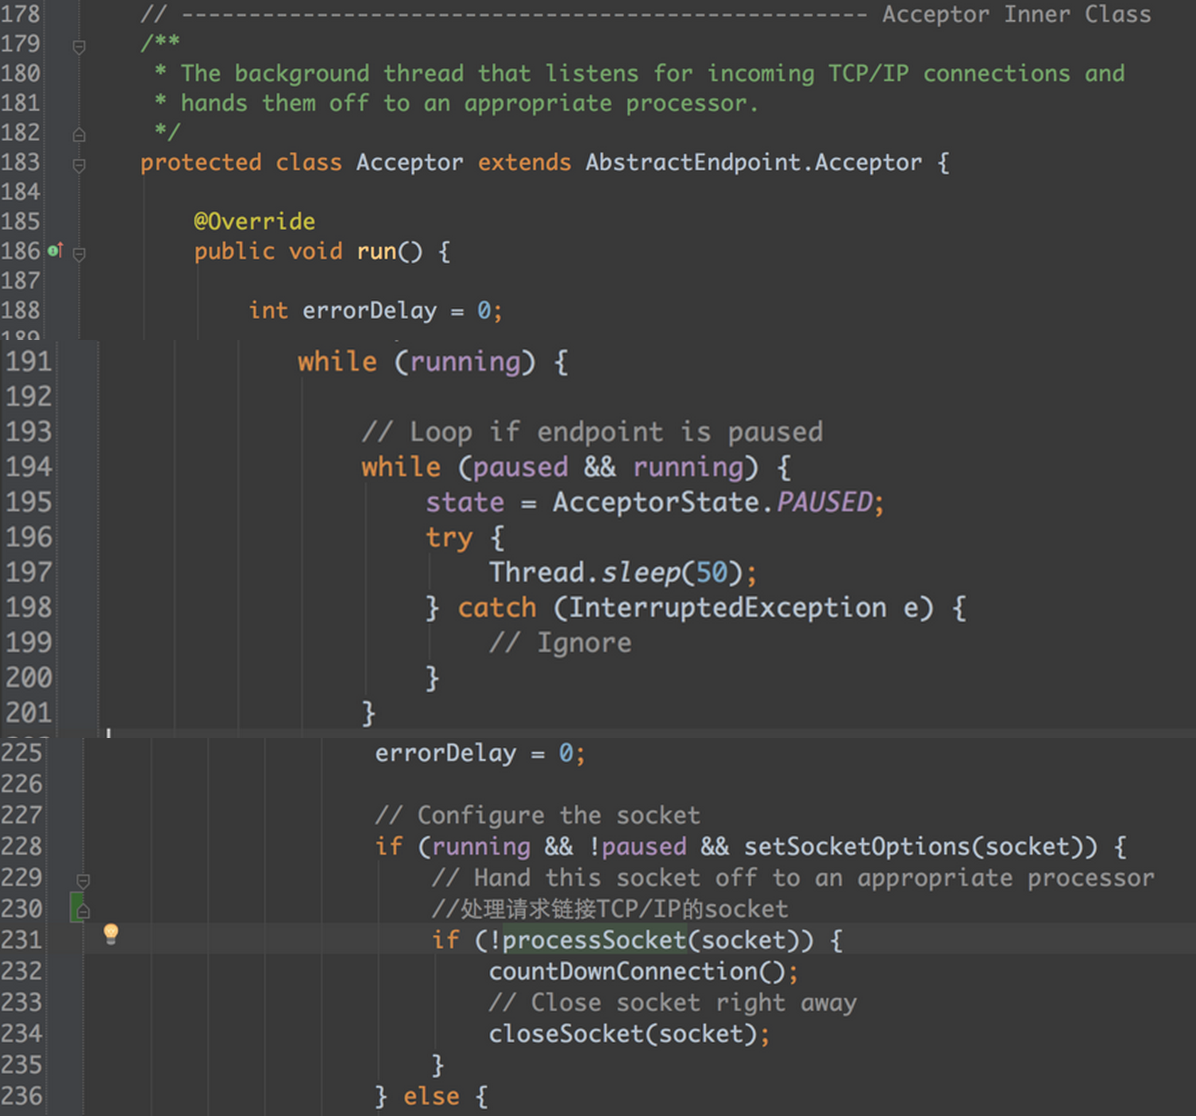 178 // --------------------------------------------------- Acceptor Inner Class
179 /**
180 * The background thread that listens for incoming TCP/IP connections and
181 * hands them off to an appropriate processor.
182 */
183 protected class Acceptor extends AbstractEndpoint.Acceptor {
184
185 @Override
186 public void run() {
187
188 int errorDelay = 0;
189
191 while (running) {
192
193 // Loop if endpoint is paused
194 while (paused && running) {
195 state = AcceptorState.PAUSED;
196 try {
197 Thread.sleep(50);
198 } catch (InterruptedException e) {
199 // Ignore
200 }
201 }
225 errorDelay = 0;
226
227 // Configure the socket
228 if (running && !paused && setSocketOptions(socket)) {
229 // Hand this socket off to an appropriate processor
230 //处理请求链接TCP/IP的socket
231 if (!processSocket(socket)) {
232 countDownConnection();
233 // Close socket right away
234 closeSocket(socket);
235 }
236 } else {